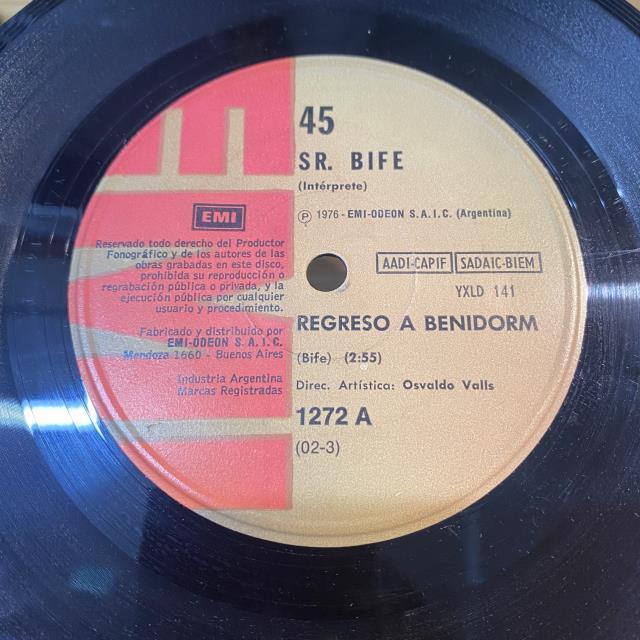 45
SR. BIFE
(Intérprete)
EMI
Ⓟ 1976 - EMI-ODEON S.A.I.C. (Argentina)
Reservado todo derecho del Productor
Fonográfico y de los autores de las
obras grabadas en este disco,
prohibida su reproducción o
regrabación pública o privada, y la
ejecución pública por cualquier
usuario y procedimiento.
AADI-CAPIF SADAIC-BIEM
YXLD 141
REGRESO A BENIDORM
Fabricado y distribuido por
EMI-ODEON S.A.I.C.
Mendoza 1660 - Buenos Aires
(Bife) (2:55)
Industria Argentina
Marcas Registradas
Direc. Artística: Osvaldo Valls
1272 A
(02-3)